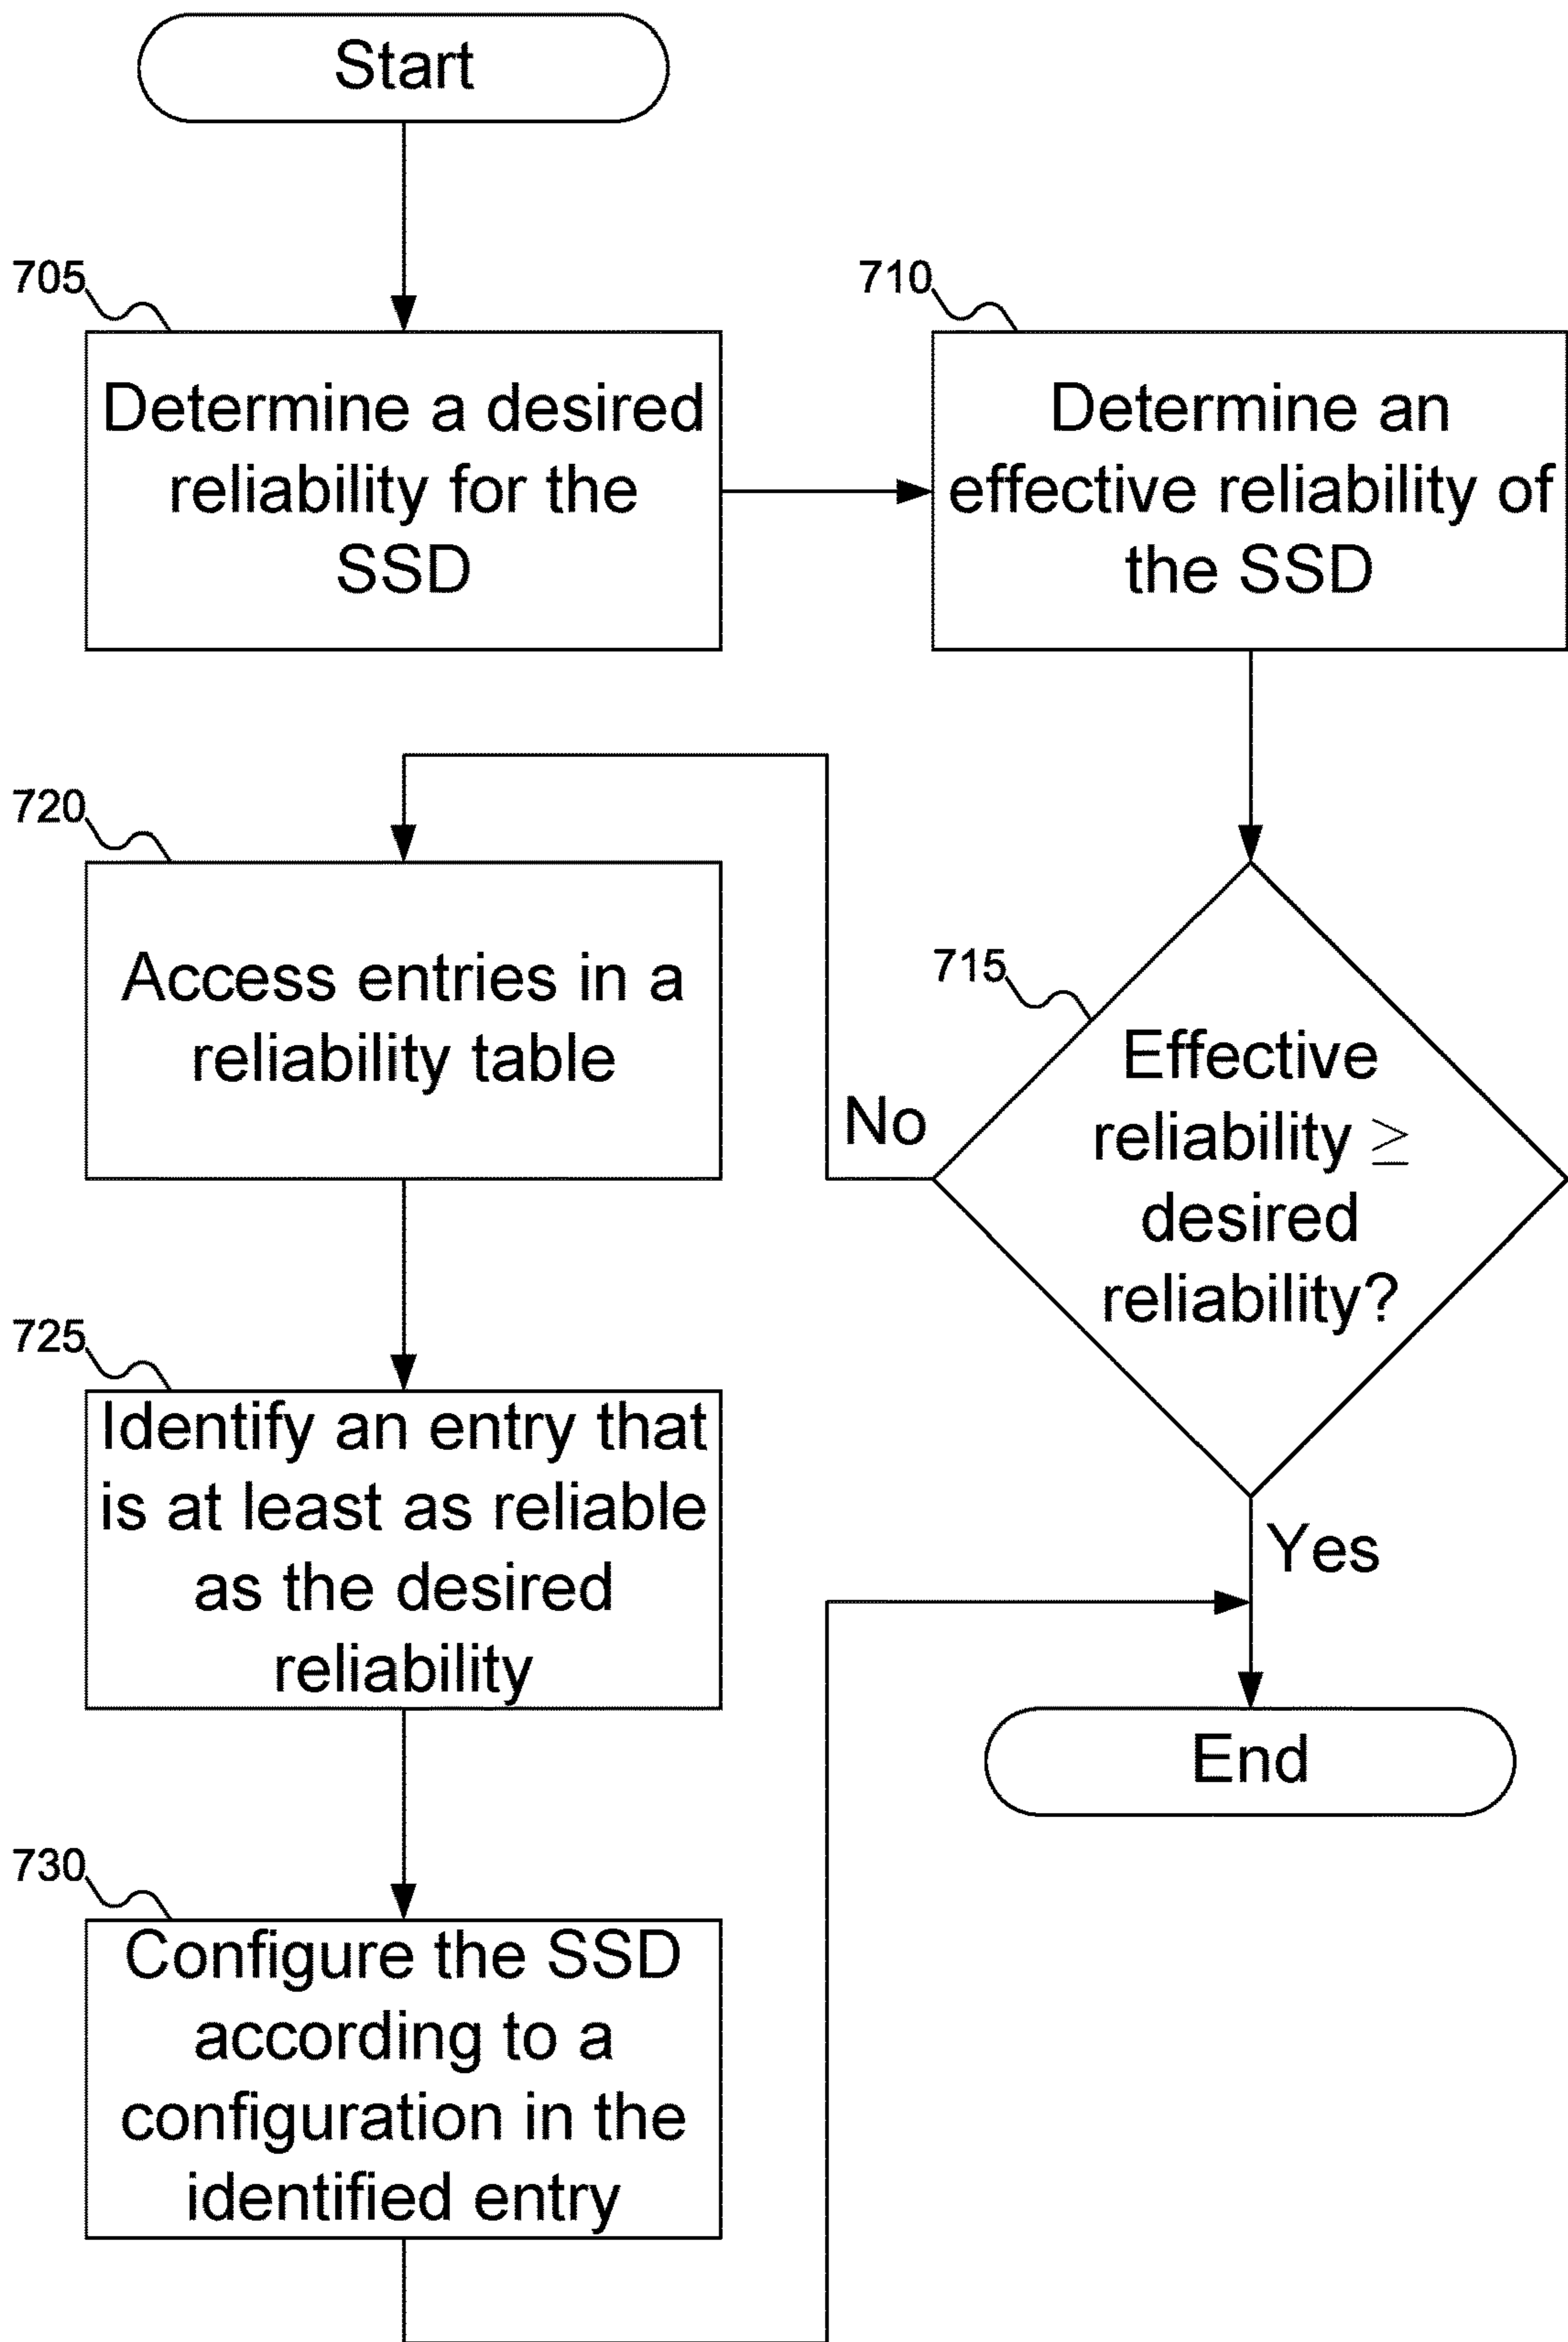 Start
705
Determine a desired
reliability for the
SSD
710
Determine an
effective reliability of
the SSD
715
Effective
reliability ≥
desired
reliability?
No
Yes
720
Access entries in a
reliability table
725
Identify an entry that
is at least as reliable
as the desired
reliability
730
Configure the SSD
according to a
configuration in the
identified entry
End